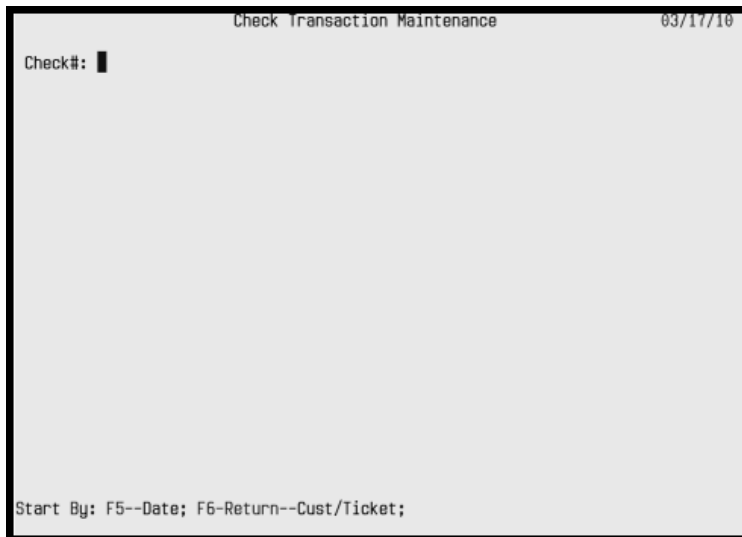 Check Transaction Maintenance 03/17/10
Check#:
Start By: F5--Date; F6-Return--Cust/Ticket;